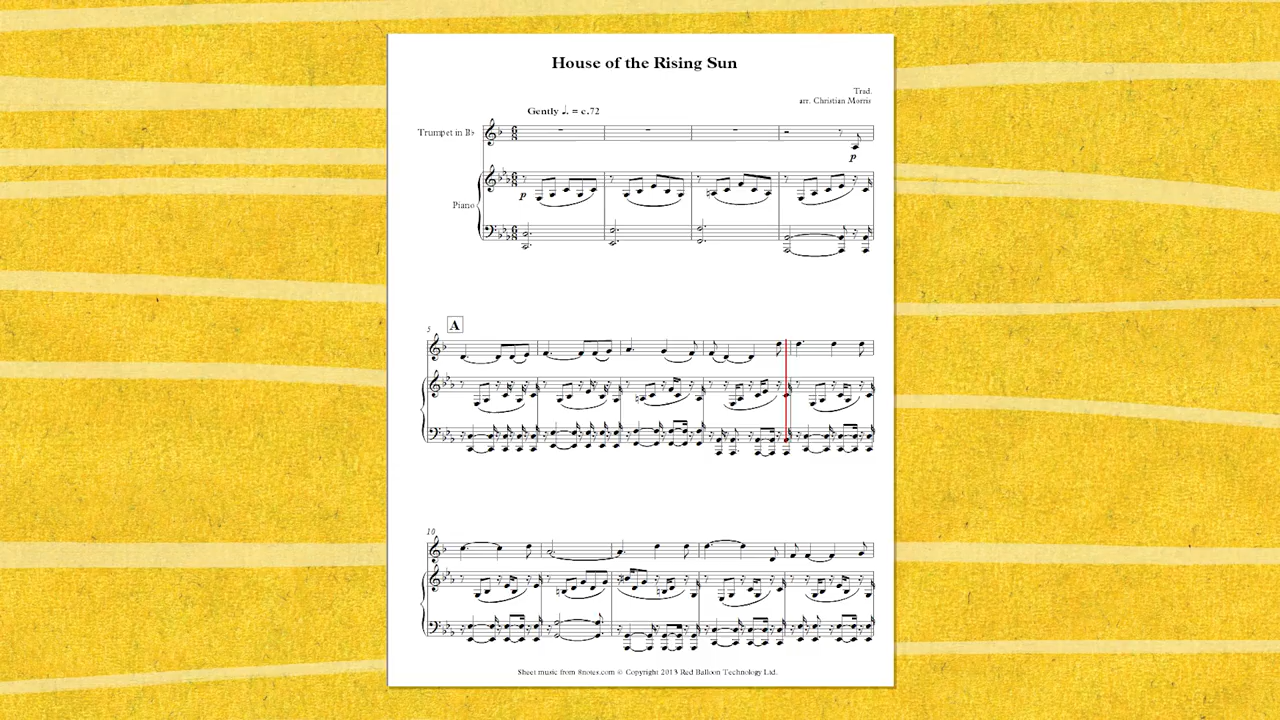 House of the Rising Sun
Trad.
arr. Christian Morris
Gently ♩. = c.72
Trumpet in B♭
p
p
Piano
5
A
10
Sheet music from 8notes.com © Copyright 2013 Red Balloon Technology Ltd.